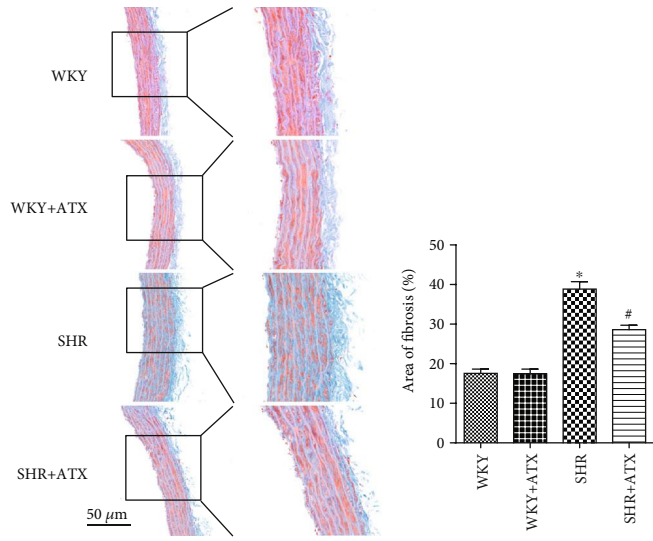 WKY
WKY+ATX
SHR
SHR+ATX
50 μm
Area of fibrosis (%)
50
40
30
20
10
0
*
#
WKY
WKY+ATX
SHR
SHR+ATX